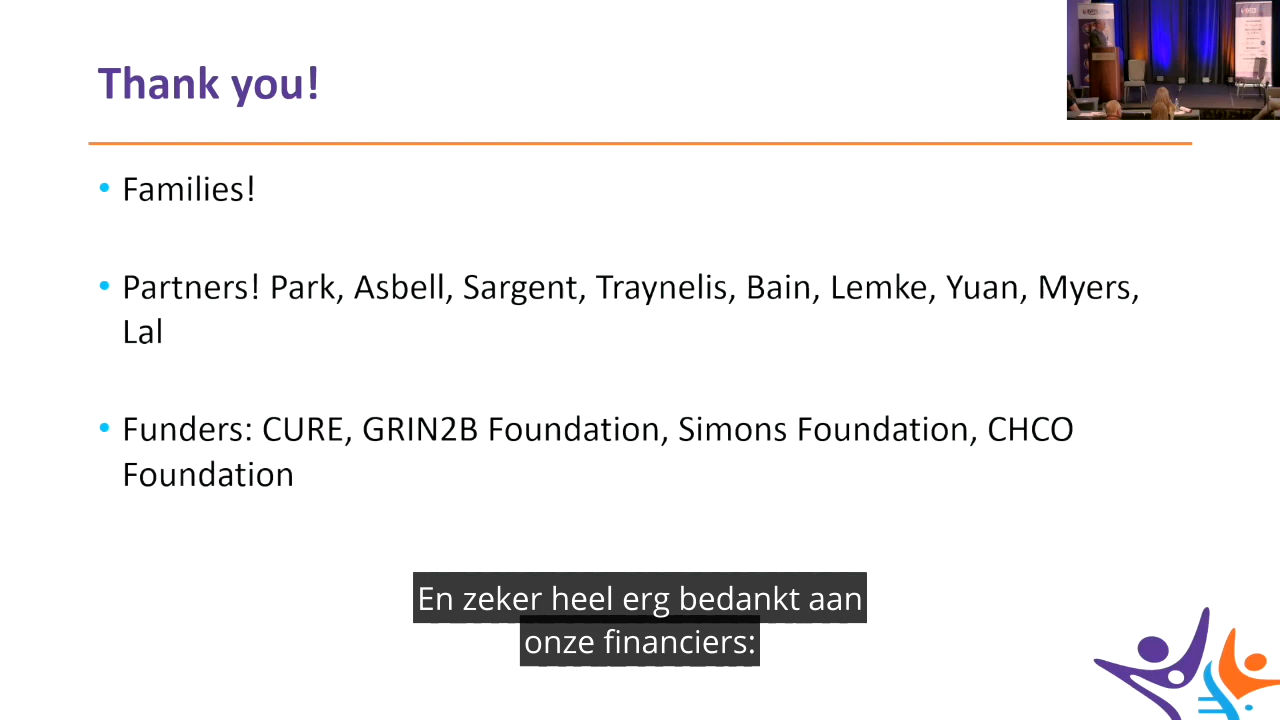 Thank you!
• Families!
• Partners! Park, Asbell, Sargent, Traynelis, Bain, Lemke, Yuan, Myers,
Lal
• Funders: CURE, GRIN2B Foundation, Simons Foundation, CHCO
Foundation
En zeker heel erg bedankt aan
onze financiers: